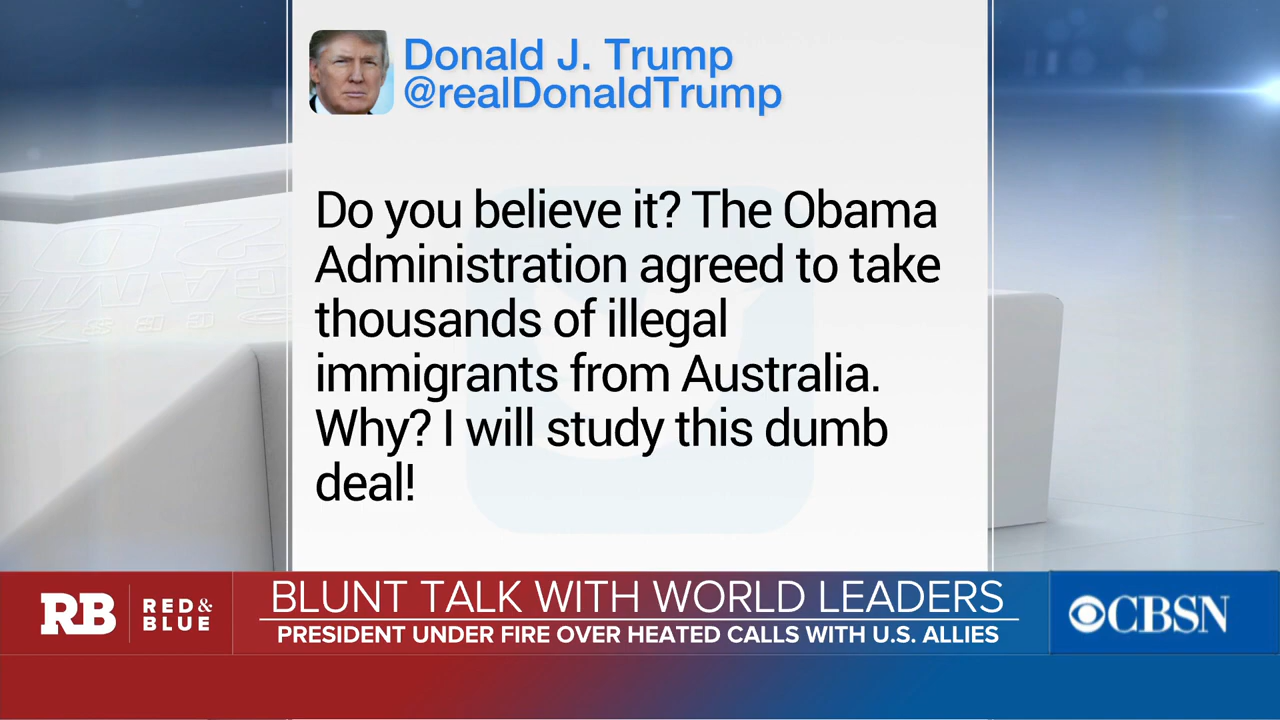 Donald J. Trump
@realDonaldTrump
Do you believe it? The Obama
Administration agreed to take
thousands of illegal
immigrants from Australia.
Why? I will study this dumb
deal!
RB
RED &
BLUE
BLUNT TALK WITH WORLD LEADERS
PRESIDENT UNDER FIRE OVER HEATED CALLS WITH U.S. ALLIES
CBSN